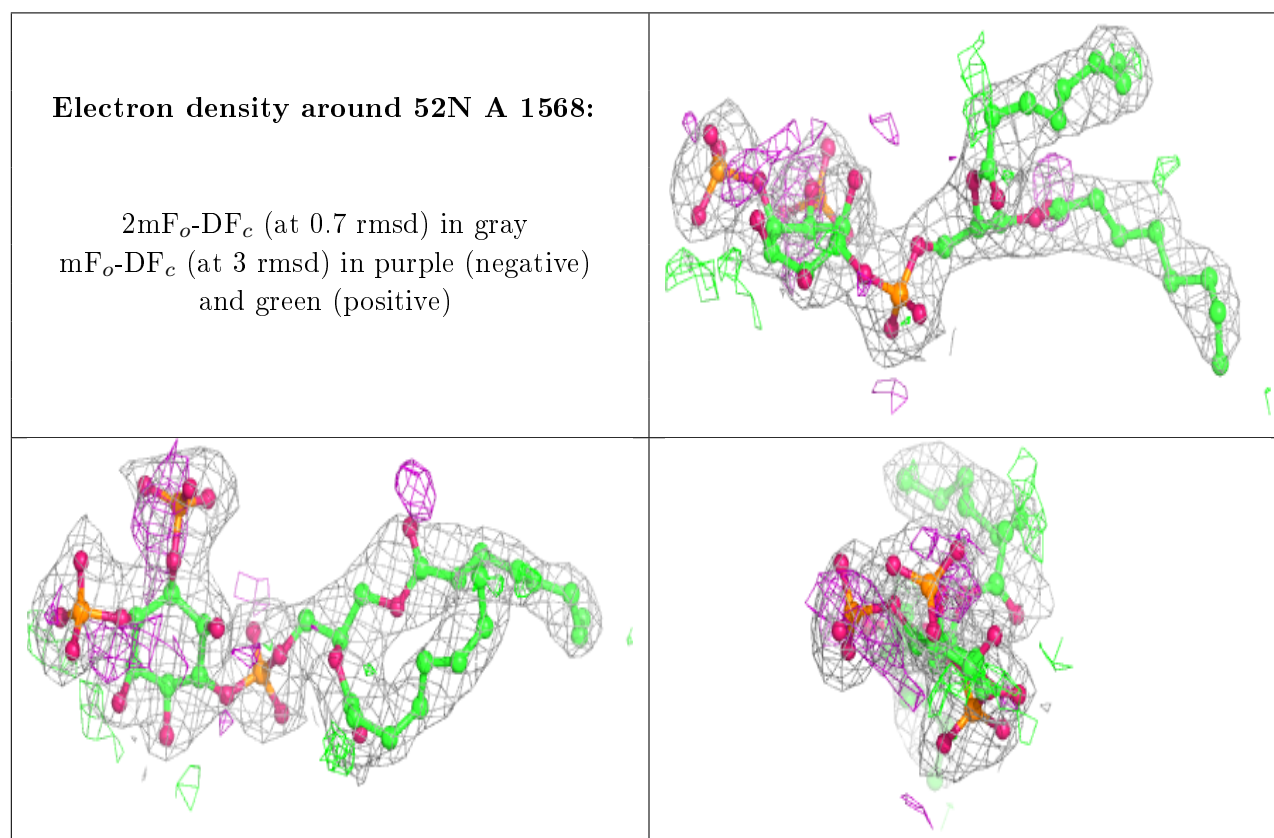 Electron density around 52N A 1568:
2mFo-DFc (at 0.7 rmsd) in gray
mFo-DFc (at 3 rmsd) in purple (negative)
and green (positive)